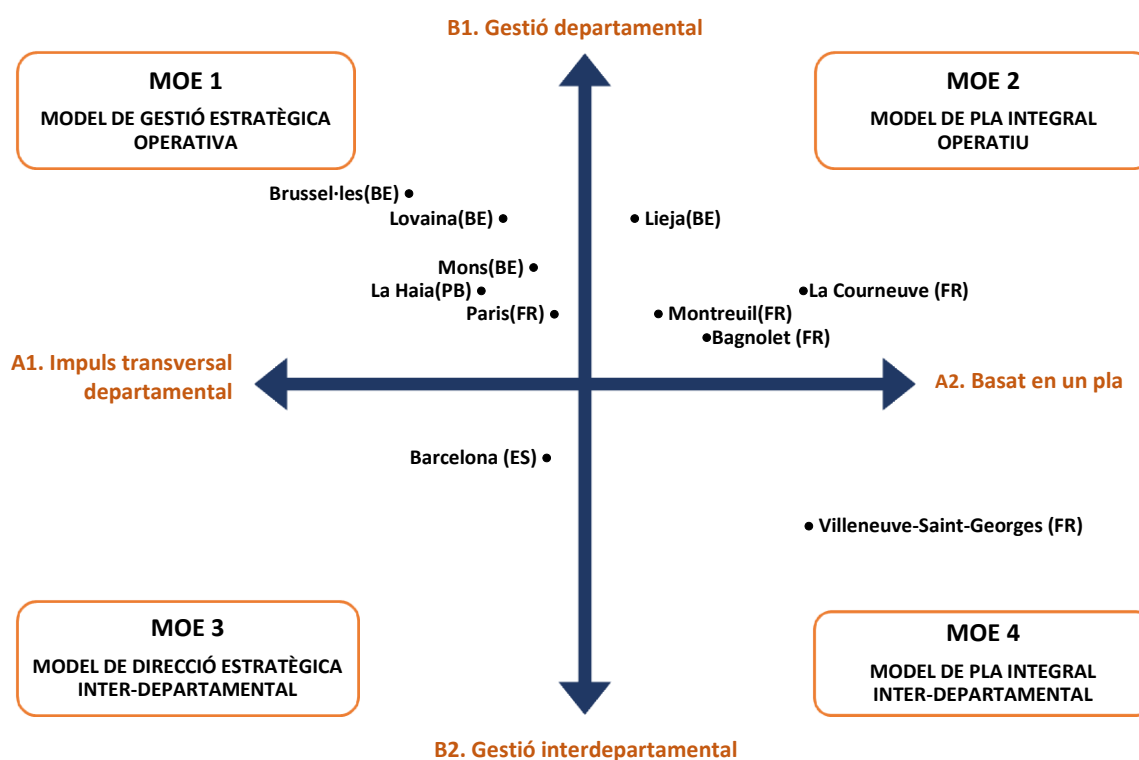 B1. Gestió departamental
MOE 1
MODEL DE GESTIÓ ESTRATÈGICA
OPERATIVA
MOE 2
MODEL DE PLA INTEGRAL
OPERATIU
Brussel·les(BE)
Lovaina(BE)
Lieja(BE)
Mons(BE)
La Haia(PB)
La Courneuve (FR)
Paris(FR)
Montreuil(FR)
Bagnolet (FR)
A1. Impuls transversal
departamental
A2. Basat en un pla
Barcelona (ES)
Villeneuve-Saint-Georges (FR)
MOE 3
MODEL DE DIRECCIÓ ESTRATÈGICA
INTER-DEPARTAMENTAL
MOE 4
MODEL DE PLA INTEGRAL
INTER-DEPARTAMENTAL
B2. Gestió interdepartamental